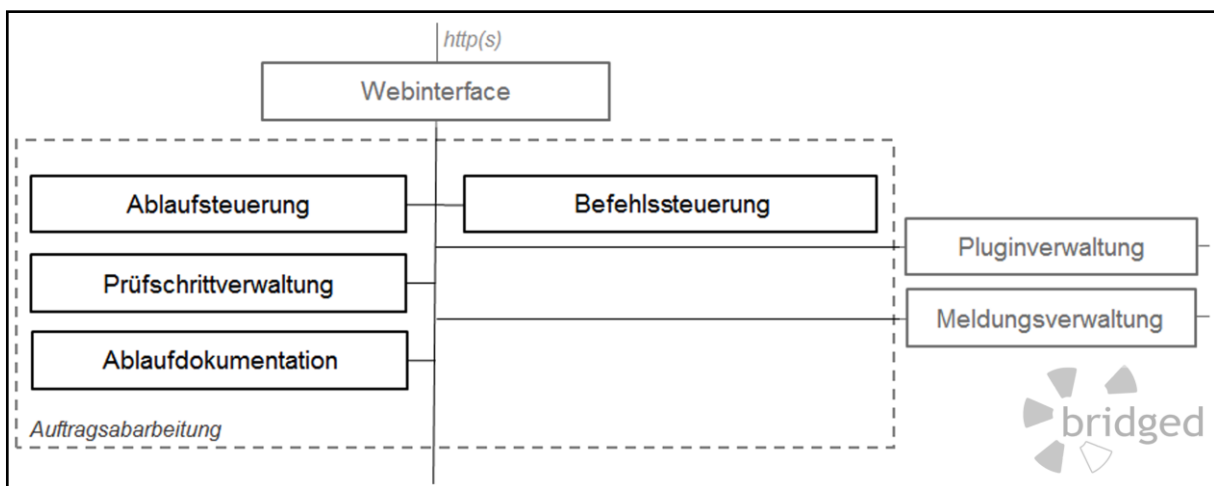 http(s)
Webinterface
Ablaufsteuerung
Befehlssteuerung
Pluginverwaltung
Prüfschrittverwaltung
Meldungsverwaltung
Ablaufdokumentation
Auftragsabarbeitung
bridged